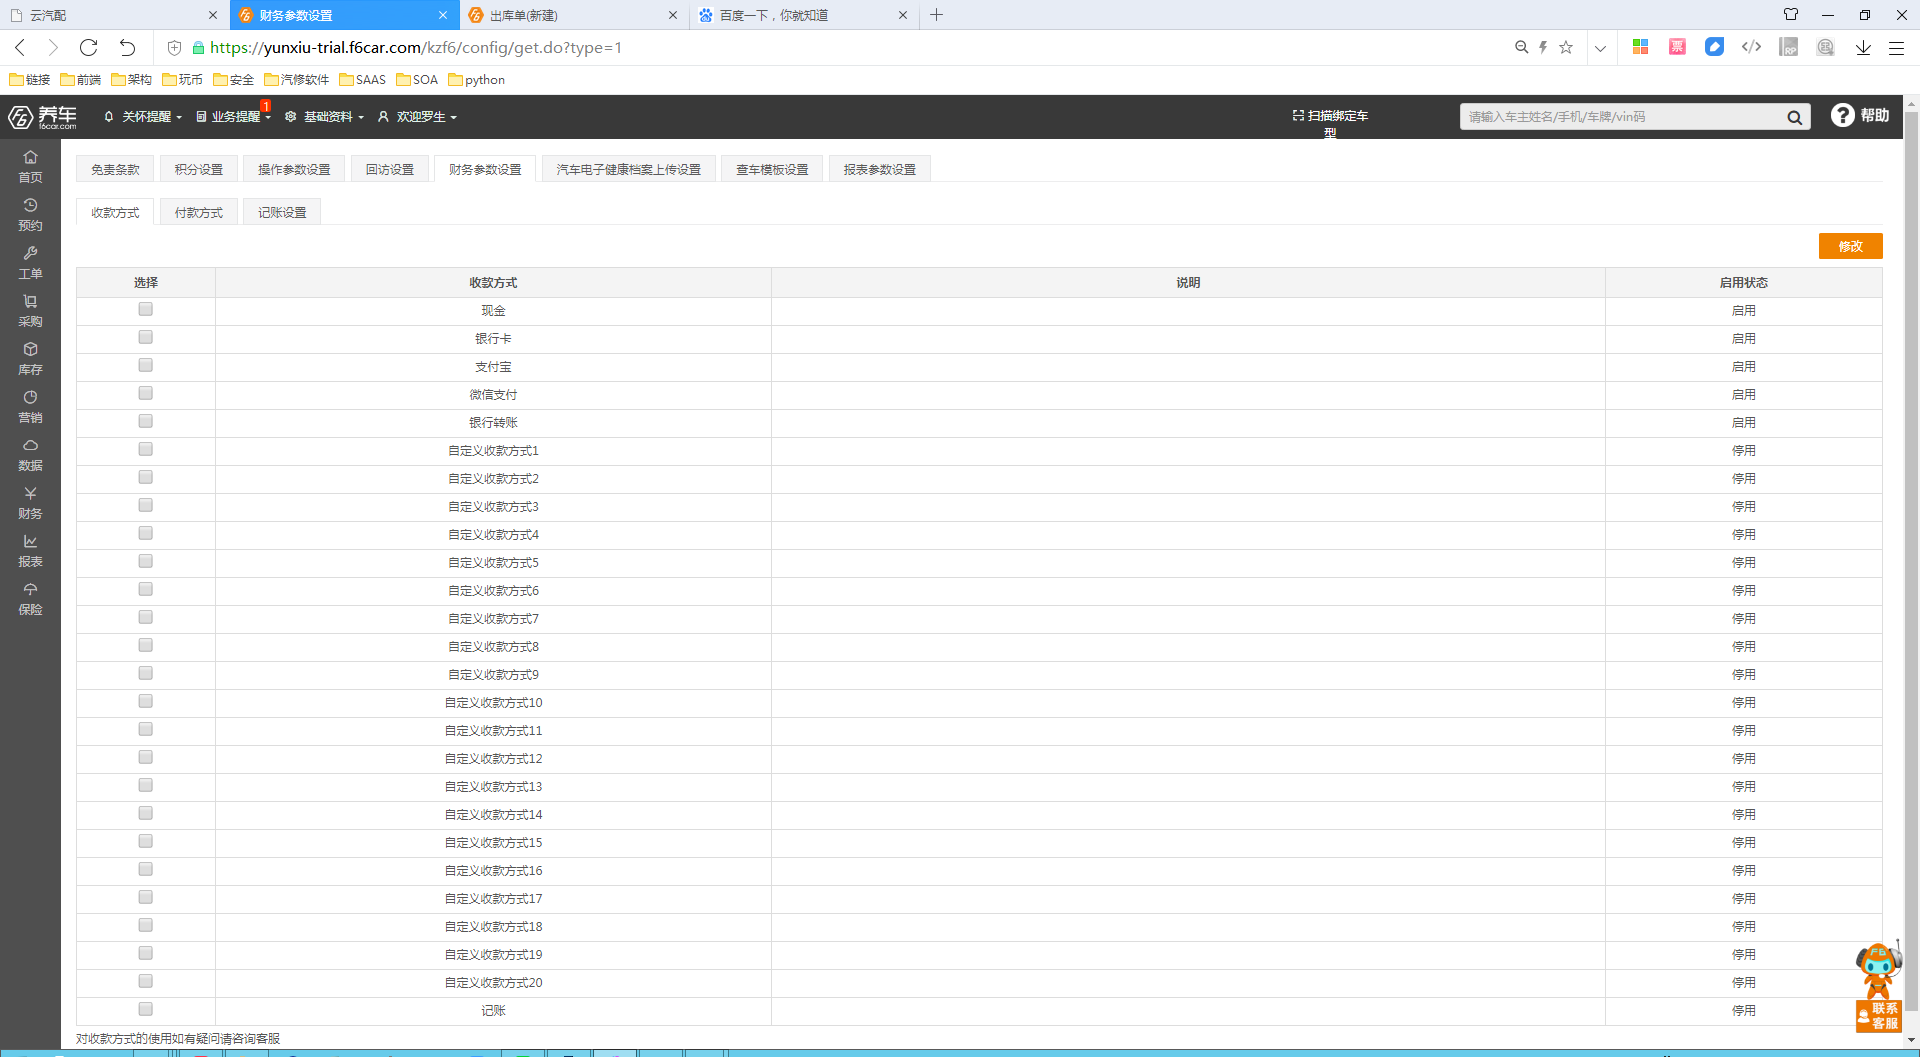 云汽配
财务参数设置
出库单(新建)
百度一下，你就知道
https://yunxiu-trial.f6car.com/kzf6/config/get.do?type=1
票
RP
链接 前端 架构 玩币 安全 汽修软件 SAAS SOA python
F6 养车 f6car.com
关怀提醒 业务提醒 1 基础资料 欢迎罗生
扫描绑定车
型
请输入车主姓名/手机/车牌/vin码
帮助
首页
预约
工单
采购
库存
营销
数据
财务
报表
保险
免责条款 积分设置 操作参数设置 回访设置 财务参数设置 汽车电子健康档案上传设置 查车模板设置 报表参数设置
收款方式 付款方式 记账设置
修改
选择 收款方式 说明 启用状态
现金 启用
银行卡 启用
支付宝 启用
微信支付 启用
银行转账 启用
自定义收款方式1 停用
自定义收款方式2 停用
自定义收款方式3 停用
自定义收款方式4 停用
自定义收款方式5 停用
自定义收款方式6 停用
自定义收款方式7 停用
自定义收款方式8 停用
自定义收款方式9 停用
自定义收款方式10 停用
自定义收款方式11 停用
自定义收款方式12 停用
自定义收款方式13 停用
自定义收款方式14 停用
自定义收款方式15 停用
自定义收款方式16 停用
自定义收款方式17 停用
自定义收款方式18 停用
自定义收款方式19 停用
自定义收款方式20 停用
记账 停用
对收款方式的使用如有疑问请咨询客服
F6
联系
客服